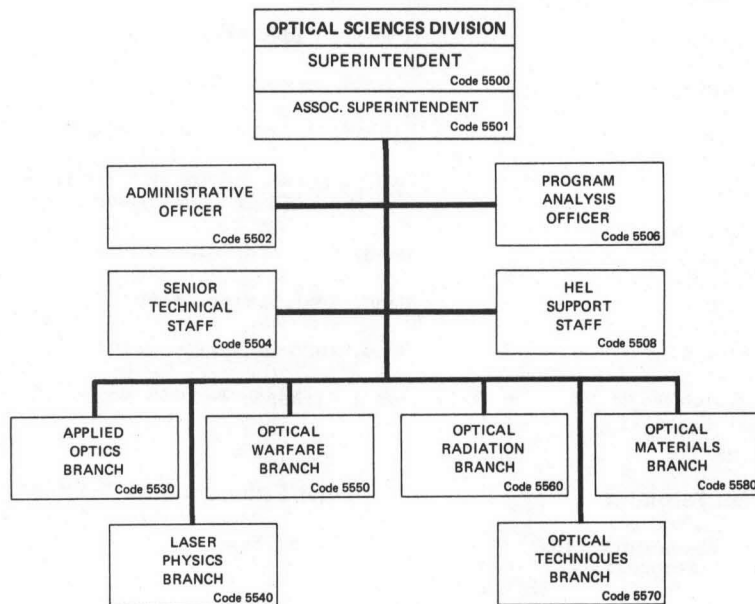 OPTICAL SCIENCES DIVISION
SUPERINTENDENT
Code 5500
ASSOC. SUPERINTENDENT
Code 5501
ADMINISTRATIVE
OFFICER
Code 5502
PROGRAM
ANALYSIS
OFFICER
Code 5506
SENIOR
TECHNICAL
STAFF
Code 5504
HEL
SUPPORT
STAFF
Code 5508
APPLIED
OPTICS
BRANCH
Code 5530
OPTICAL
WARFARE
BRANCH
Code 5550
OPTICAL
RADIATION
BRANCH
Code 5560
OPTICAL
MATERIALS
BRANCH
Code 5580
LASER
PHYSICS
BRANCH
Code 5540
OPTICAL
TECHNIQUES
BRANCH
Code 5570